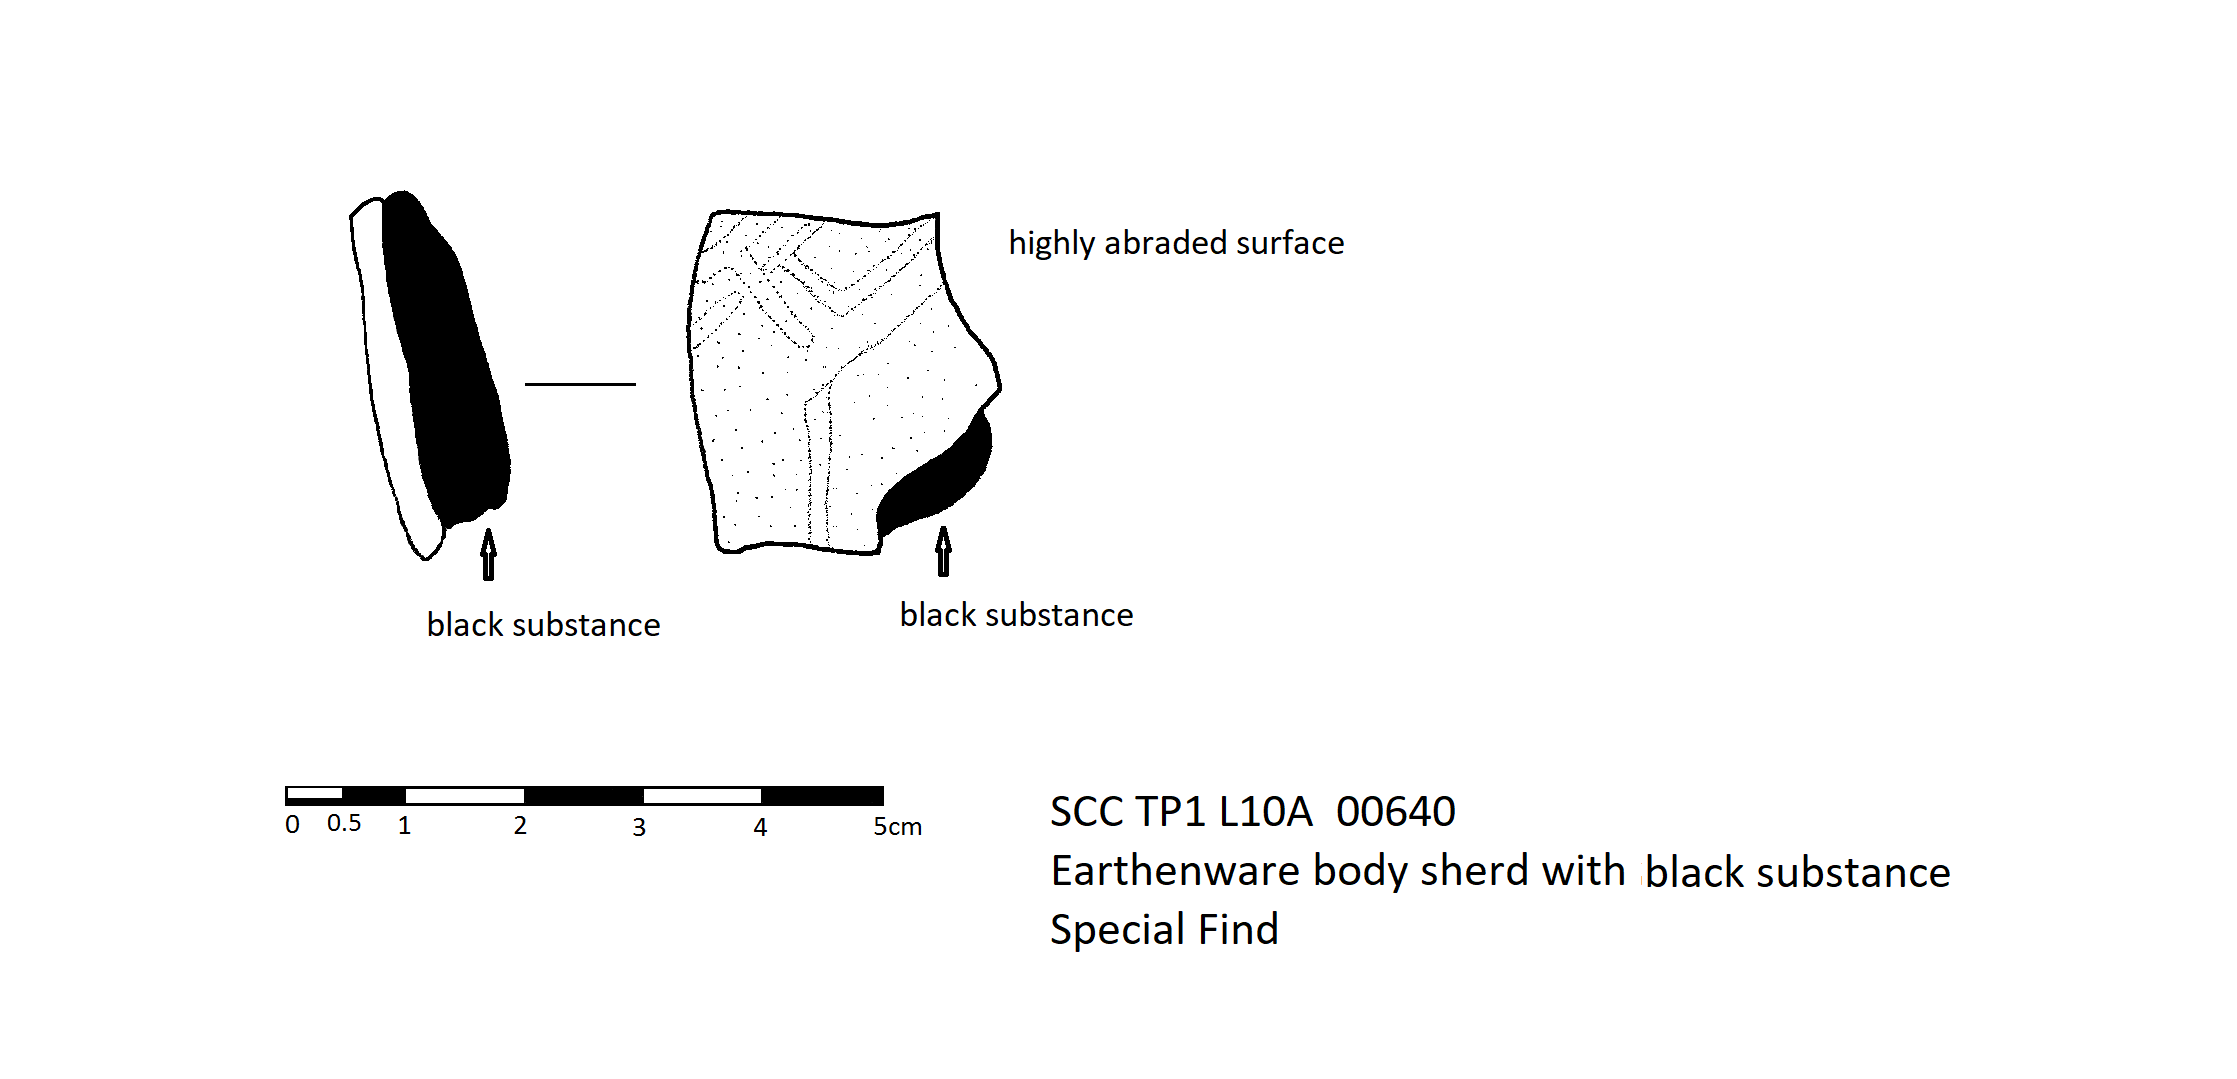 highly abraded surface
black substance
black substance
0 0.5 1 2 3 4 5cm
SCC TP1 L10A 00640
Earthenware body sherd with black substance
Special Find